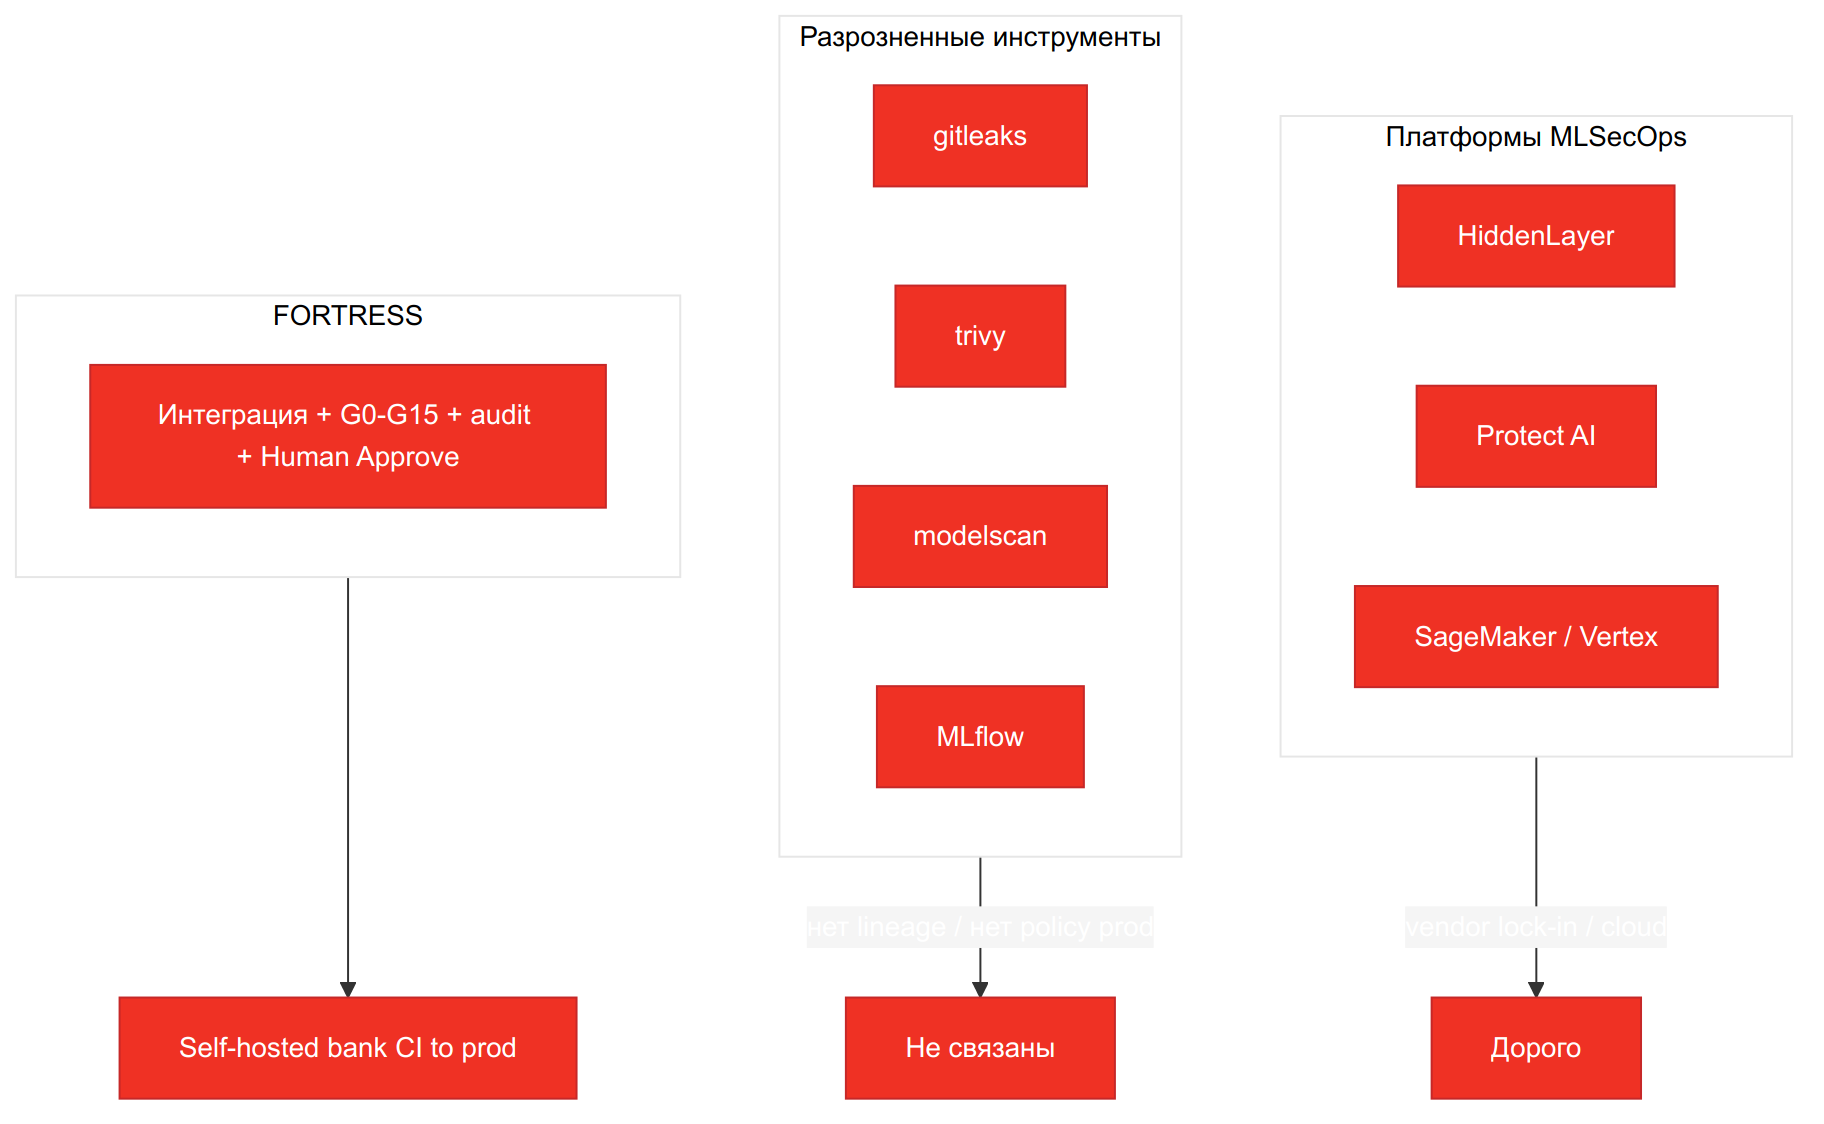 FORTRESS
Интеграция + G0-G15 + audit
+ Human Approve
Self-hosted bank CI to prod
Разрозненные инструменты
gitleaks
trivy
modelscan
MLflow
нет lineage / нет policy prod
Не связаны
Платформы MLSecOps
HiddenLayer
Protect AI
SageMaker / Vertex
vendor lock-in / cloud
Дорого